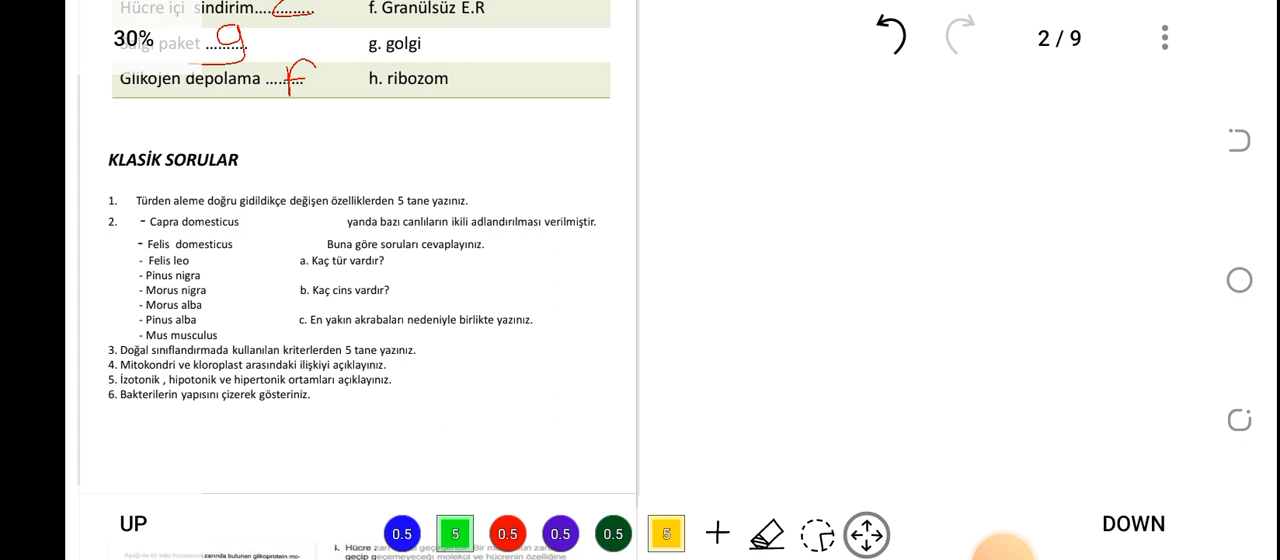 Hücre içi sindirim.............. f. Granülsüz E.R
30%
Salgı paket .......... g g. golgi
Glikojen depolama ......... f h. ribozom
2 / 9
KLASİK SORULAR
1. Türden aleme doğru gidildikçe değişen özelliklerden 5 tane yazınız.
2. - Capra domesticus yanda bazı canlıların ikili adlandırılması verilmiştir.
- Felis domesticus Buna göre soruları cevaplayınız.
- Felis leo a. Kaç tür vardır?
- Pinus nigra
- Morus nigra b. Kaç cins vardır?
- Morus alba
- Pinus alba c. En yakın akrabaları nedeniyle birlikte yazınız.
- Mus musculus
3. Doğal sınıflandırmada kullanılan kriterlerden 5 tane yazınız.
4. Mitokondri ve kloroplast arasındaki ilişkiyi açıklayınız.
5. İzotonik , hipotonik ve hipertonik ortamları açıklayınız.
6. Bakterilerin yapısını çizerek gösteriniz.
UP
0.5 5 0.5 0.5 0.5 5
DOWN
zarında bulunan glikoprotein mo-